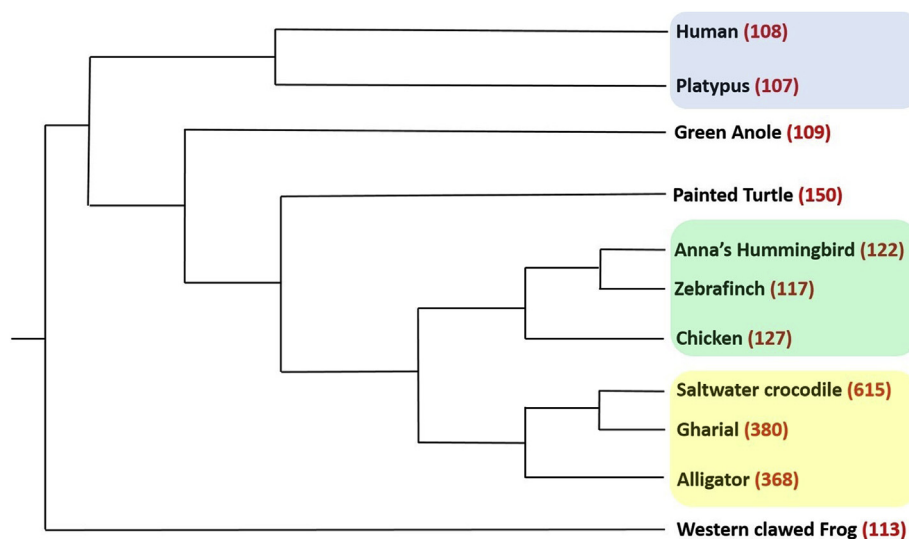 Human (108)
Platypus (107)
Green Anole (109)
Painted Turtle (150)
Anna's Hummingbird (122)
Zebrafinch (117)
Chicken (127)
Saltwater crocodile (615)
Gharial (380)
Alligator (368)
Western clawed Frog (113)